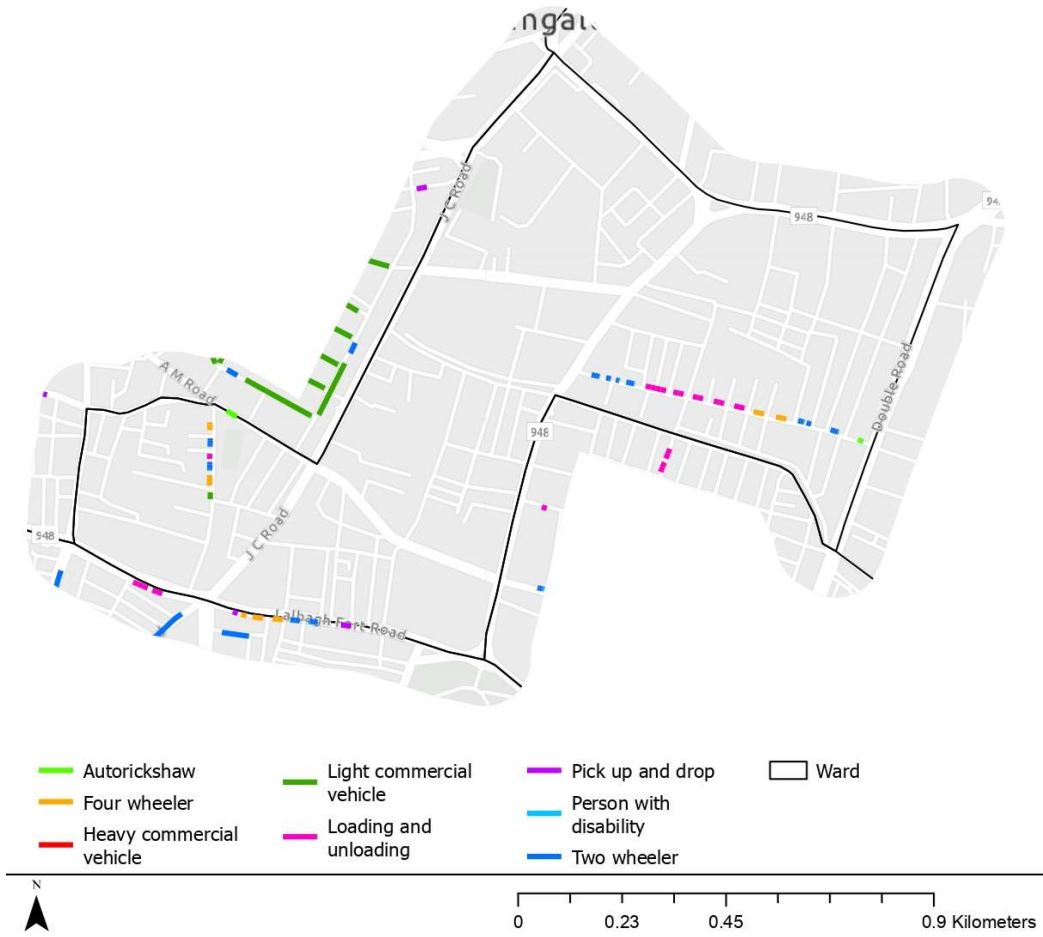 J C Road
948
94.
A M Road
Double Road
948
948
J C Road
Lalbagh Fort Road
Autorickshaw
Four wheeler
Heavy commercial
vehicle
Light commercial
vehicle
Loading and
unloading
Pick up and drop
Person with
disability
Two wheeler
Ward
N
0
0.23
0.45
0.9 Kilometers